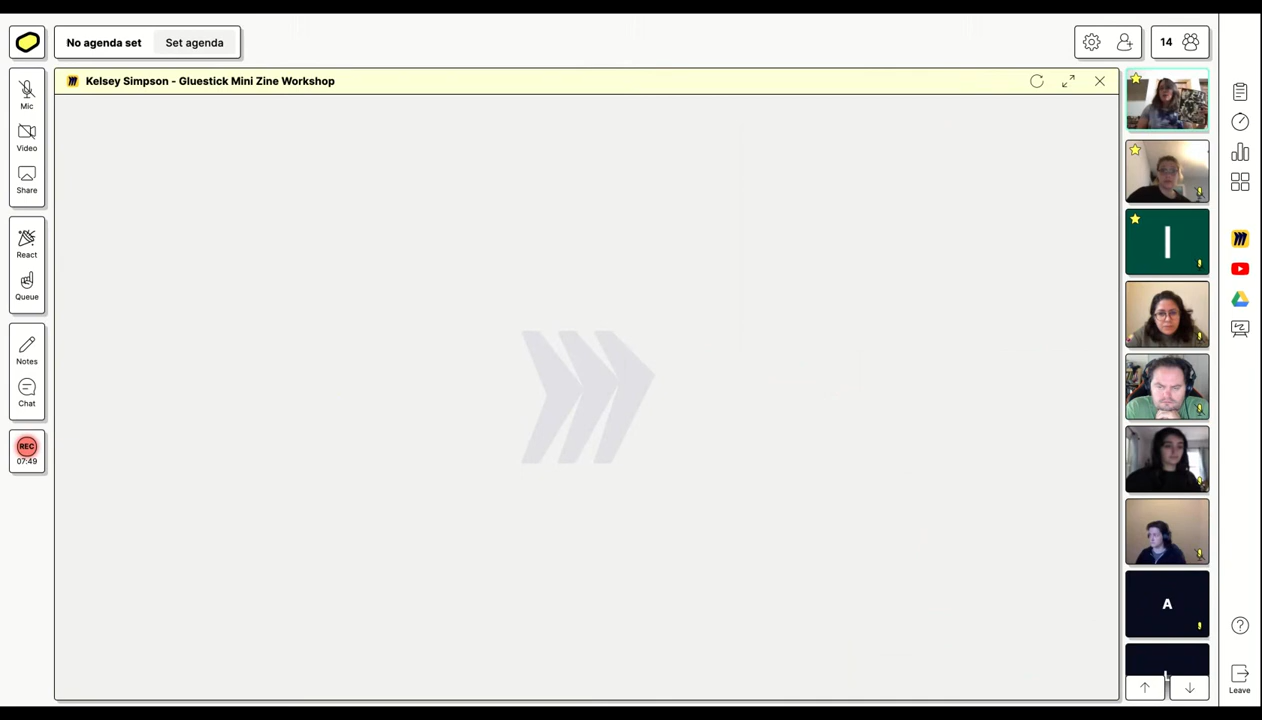 No agenda set
Set agenda
14
Kelsey Simpson - Gluestick Mini Zine Workshop
Mic
Video
Share
React
Queue
Notes
Chat
REC
07:49
I
A
Leave